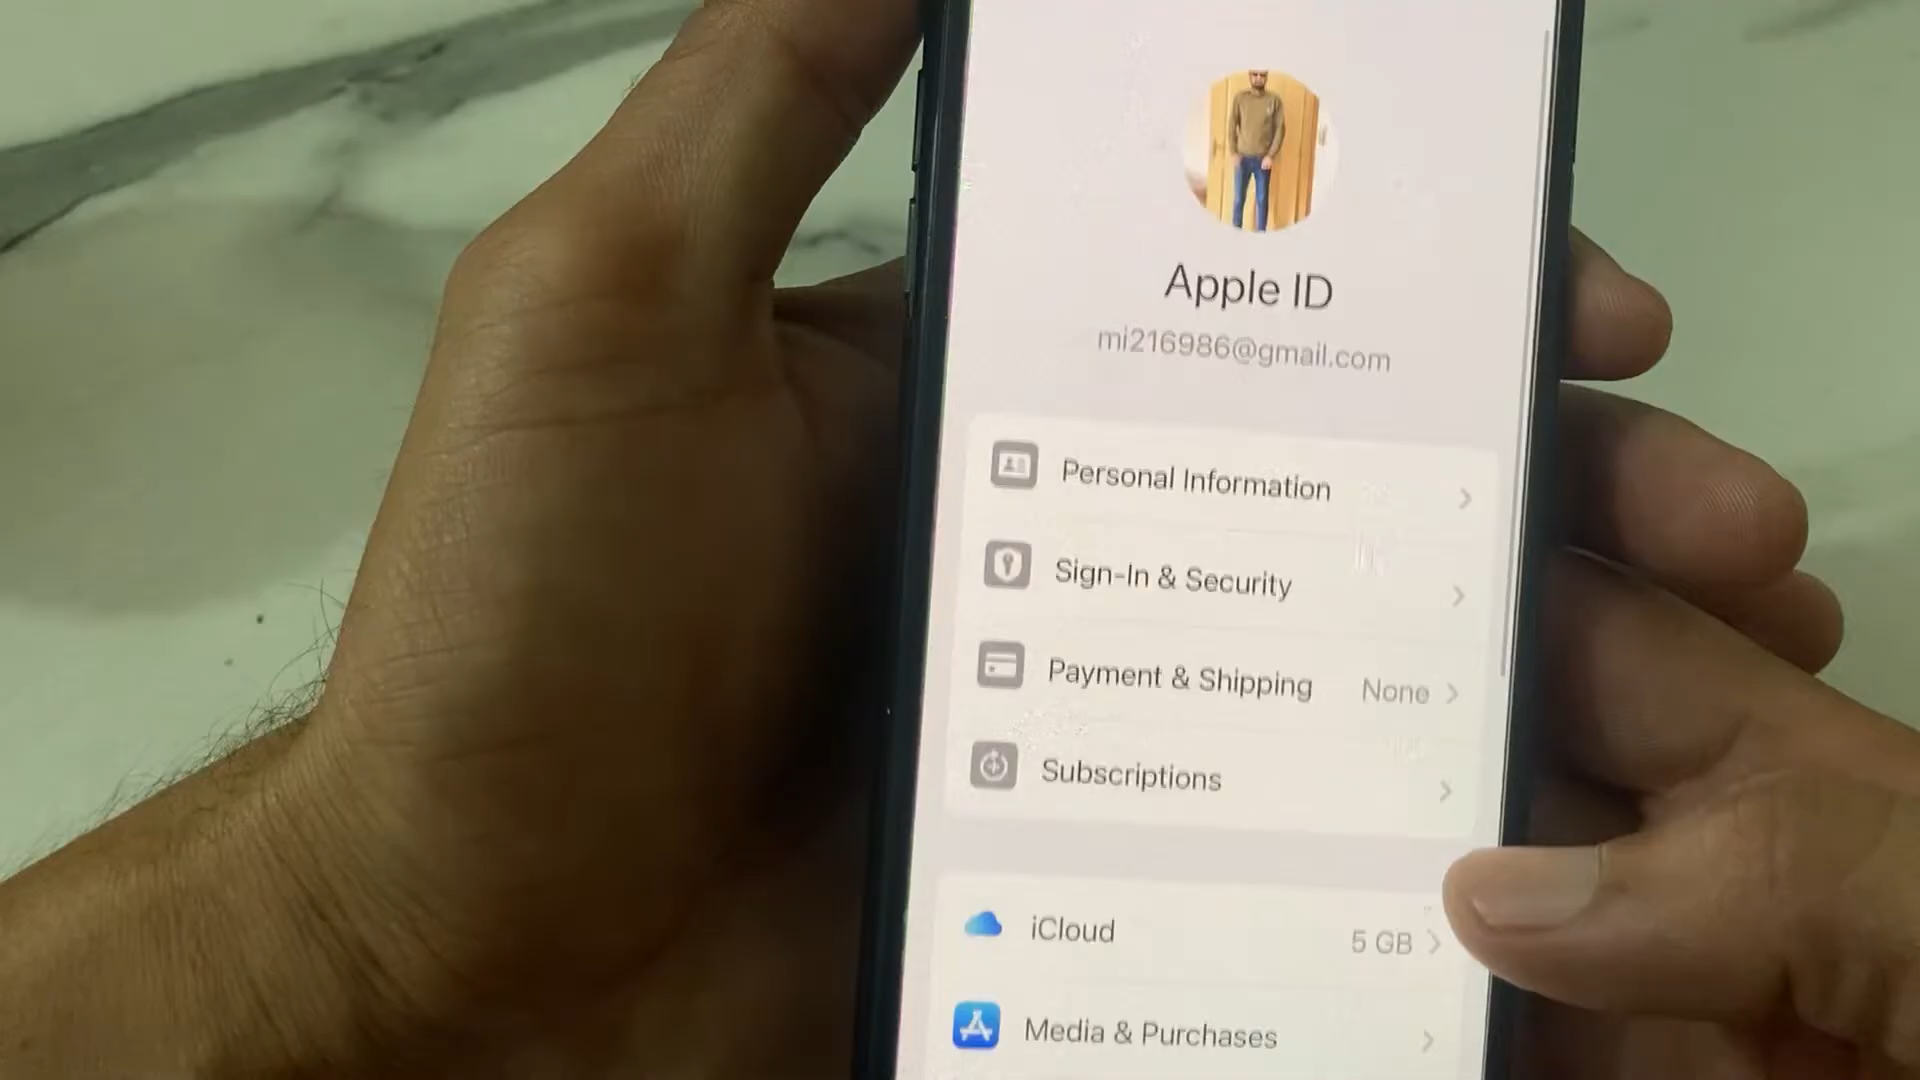 Apple ID
mi216986@gmail.com
Personal Information
Sign-In & Security
Payment & Shipping None
Subscriptions
iCloud 5 GB
Media & Purchases